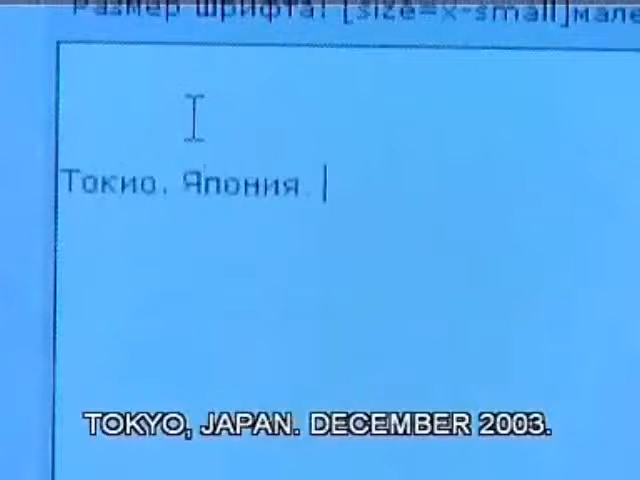 Размер шрифта: [size=x-small]мале
Токио. Япония.
TOKYO, JAPAN. DECEMBER 2003.